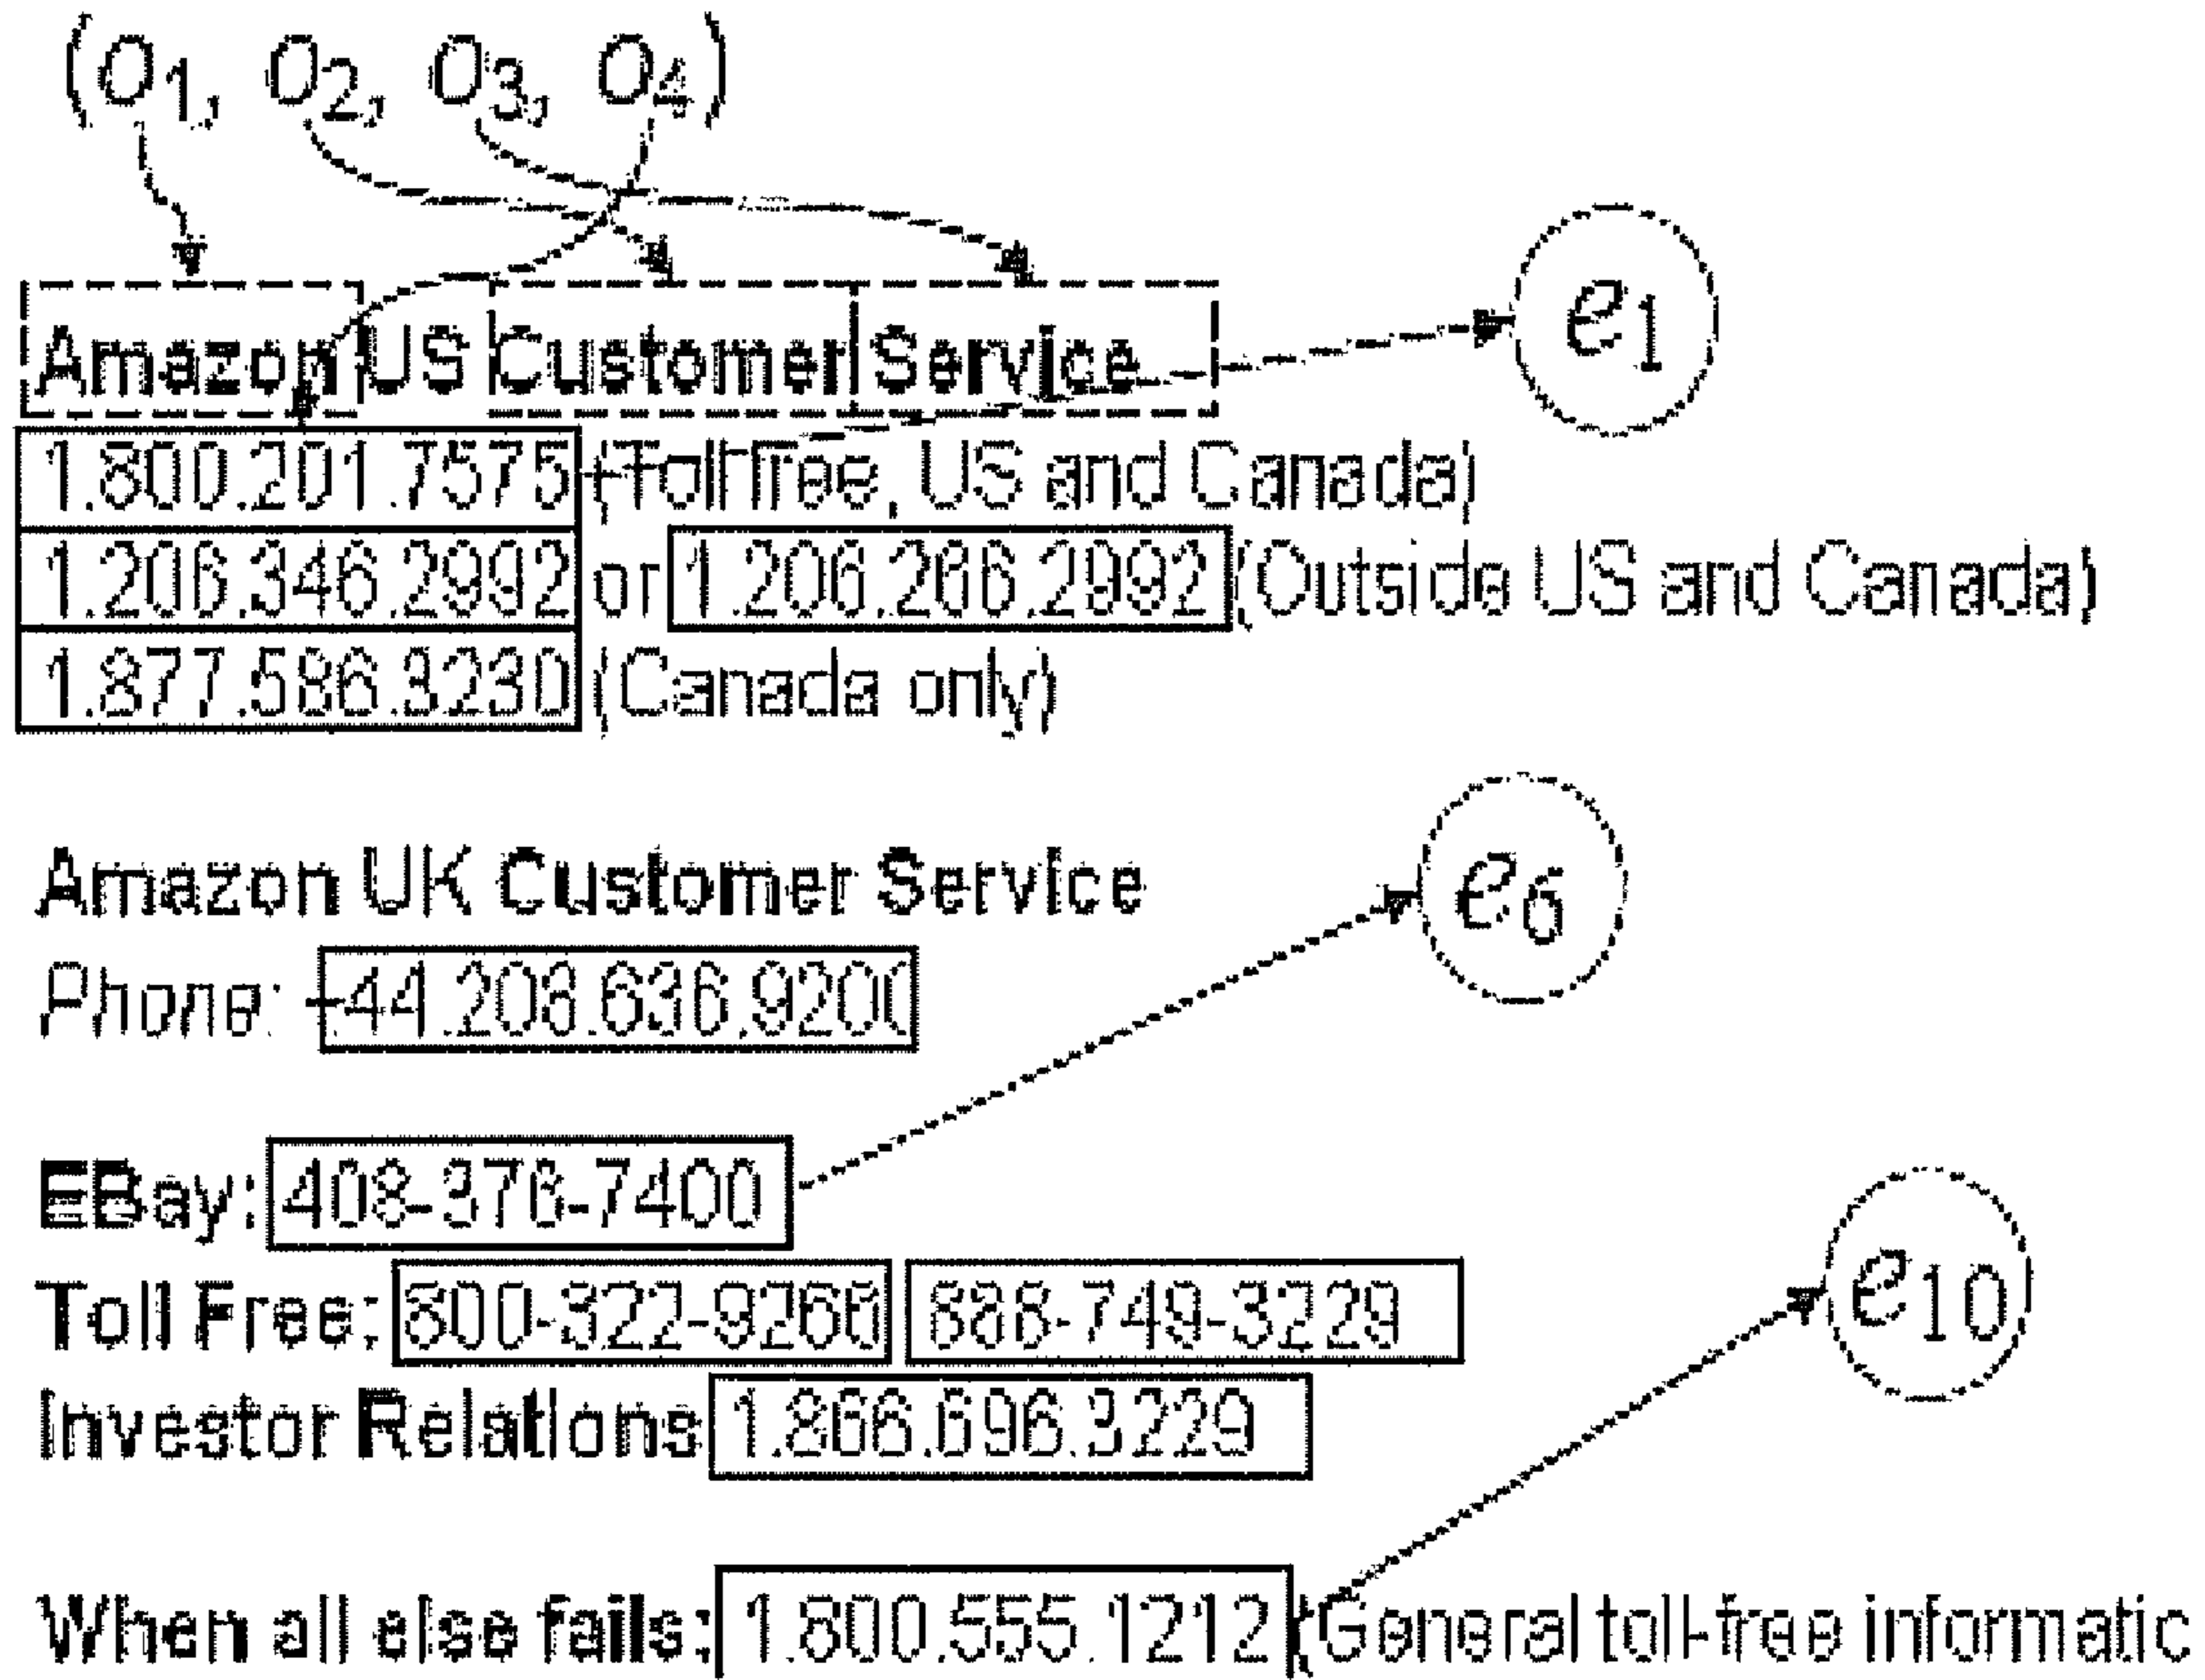 (o1, o2, o3, o4)
e1
Amazon US Customer Service
1.800.201.7575 (Toll free, US and Canada)
1.206.346.2992 or 1.206.266.2992 (Outside US and Canada)
1.877.586.3230 (Canada only)
e6
Amazon UK Customer Service
Phone: +44.208.636.9200
EBay: 408-376-7400
e10
Toll Free: 800-322-9266 888-749-3229
Investor Relations 1.866.696.3229
When all else fails: 1.800.555.1212 (General toll-free informatic